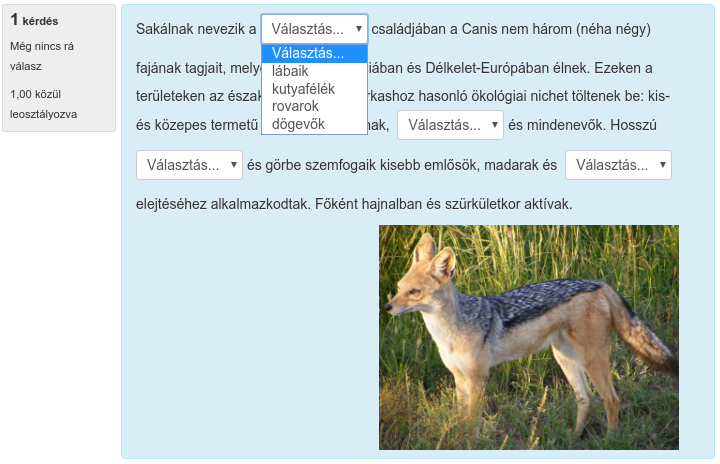 1 kérdés
Még nincs rá
válasz
1,00 közül
leosztályozva
Sakálnak nevezik a Választás... családjában a Canis nem három (néha négy)
Választás...
lábaik
kutyafélék
rovarok
dögevők
fajának tagjait, mely iában és Délkelet-Európában élnek. Ezeken a
területeken az észak rkashoz hasonló ökológiai nichet töltenek be: kis-
és közepes termetű nak, Választás... és mindenevők. Hosszú
Választás... és görbe szemfogaik kisebb emlősök, madarak és Választás...
elejtéséhez alkalmazkodtak. Főként hajnalban és szürkületkor aktívak.